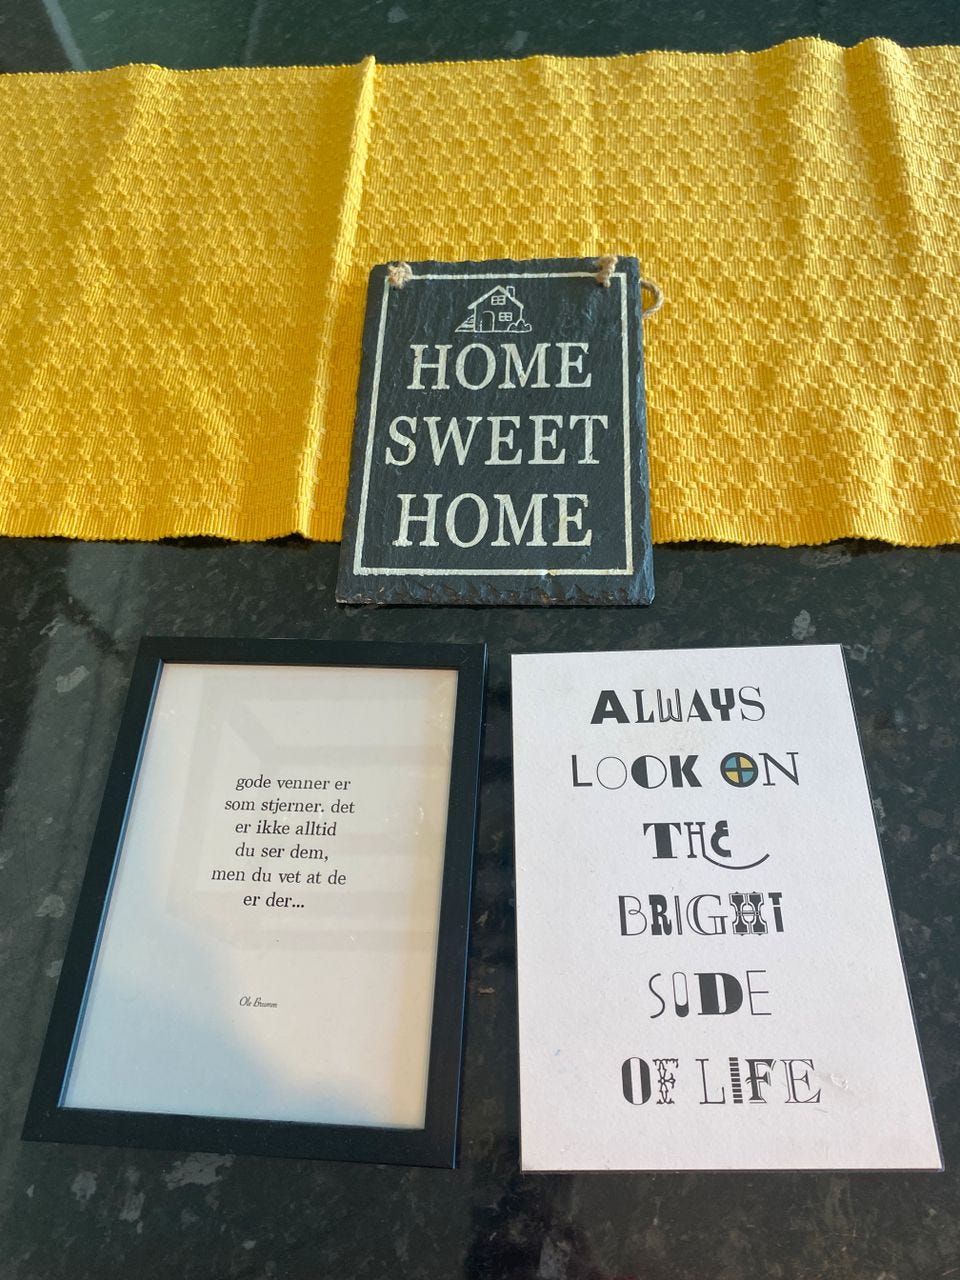 HOME
SWEET
HOME
gode venner er
som stjerner. det
er ikke alltid
du ser dem,
men du vet at de
er der...
Ole Brumm
ALWAYS
LOOK ON
THE
BRIGHT
SIDE
OF LIFE